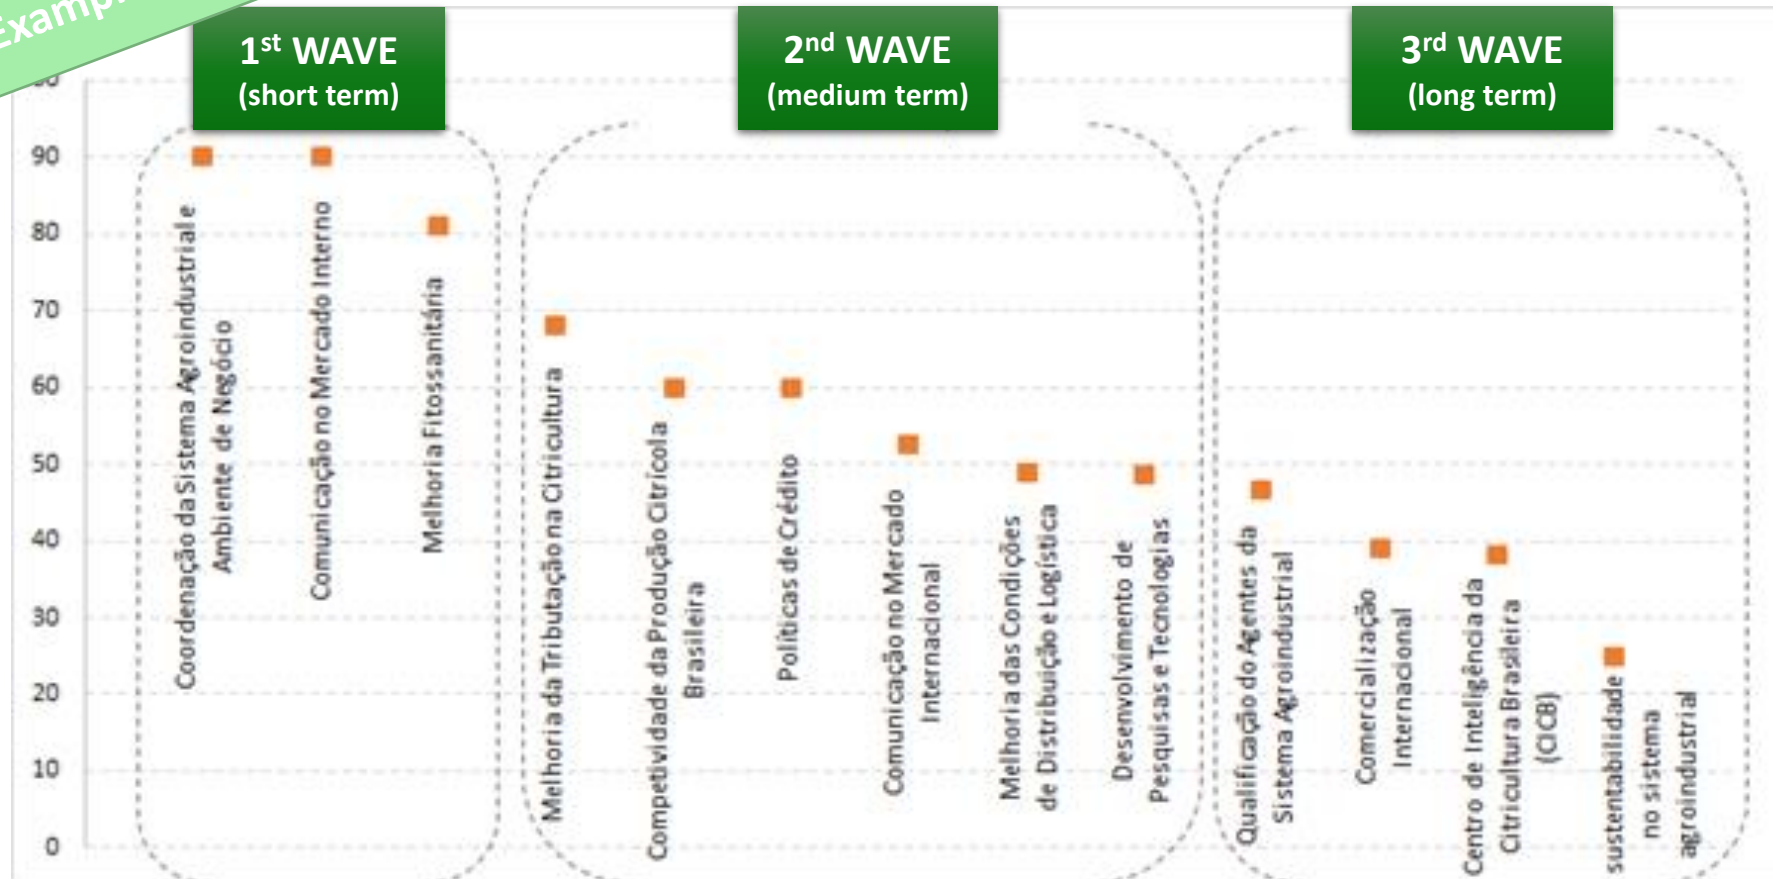 1st WAVE
(short term)
2nd WAVE
(medium term)
3rd WAVE
(long term)
90
80
70
60
50
40
30
20
10
0
Coordenação da Sistema Agroindustrial e
Ambiente de Negócio
Comunicação no Mercado Interno
Melhoria Fitossanitária
Melhoria da Tributação na Citricultura
Competividade da Produção Citrícola
Brasileira
Políticas de Crédito
Comunicação no Mercado
Internacional
Melhoria das Condições
de Distribuição e Logística
Desenvolvimento de
Pesquisas e Tecnologias
Qualificação do Agentes da
Sistema Agroindustrial
Comercialização
Internacional
Centro de Inteligência da
Citricultura Brasileira
(CICB)
sustentabilidade
no sistema
agroindustrial